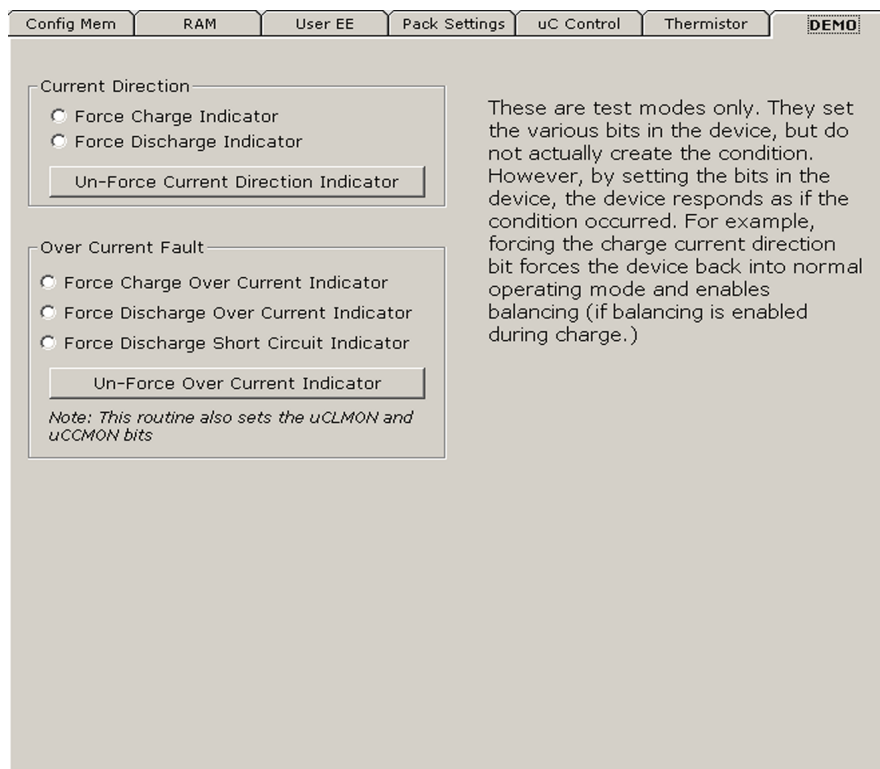 Config Mem RAM User EE Pack Settings uC Control Thermistor DEMO
Current Direction
Force Charge Indicator
Force Discharge Indicator
Un-Force Current Direction Indicator
Over Current Fault
Force Charge Over Current Indicator
Force Discharge Over Current Indicator
Force Discharge Short Circuit Indicator
Un-Force Over Current Indicator
Note: This routine also sets the uCLMON and
uCCMON bits
These are test modes only. They set
the various bits in the device, but do
not actually create the condition.
However, by setting the bits in the
device, the device responds as if the
condition occurred. For example,
forcing the charge current direction
bit forces the device back into normal
operating mode and enables
balancing (if balancing is enabled
during charge.)